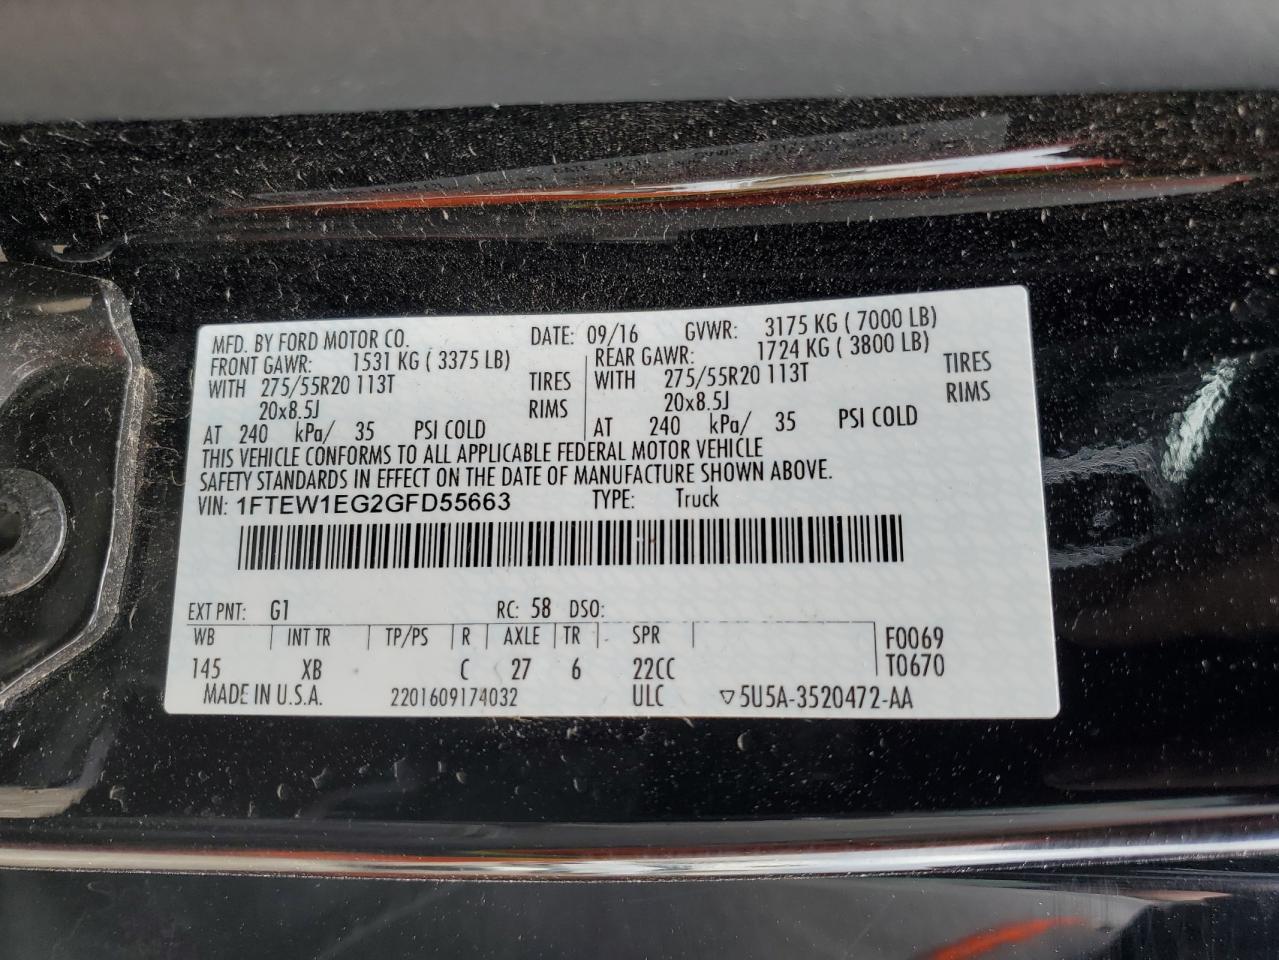 MFD. BY FORD MOTOR CO. DATE: 09/16 GVWR: 3175 KG ( 7000 LB)
FRONT GAWR: 1531 KG ( 3375 LB) REAR GAWR: 1724 KG ( 3800 LB)
WITH 275/55R20 113T TIRES WITH 275/55R20 113T TIRES
20x8.5J RIMS 20x8.5J RIMS
AT 240 kPa/ 35 PSI COLD AT 240 kPa/ 35 PSI COLD
THIS VEHICLE CONFORMS TO ALL APPLICABLE FEDERAL MOTOR VEHICLE
SAFETY STANDARDS IN EFFECT ON THE DATE OF MANUFACTURE SHOWN ABOVE.
VIN: 1FTEW1EG2GFD55663 TYPE: Truck
EXT PNT: G1 RC: 58 DSO:
WB INT TR TP/PS R AXLE TR SPR F0069
145 XB C 27 6 22CC T0670
MADE IN U.S.A. 2201609174032 ULC ▽5U5A-3520472-AA